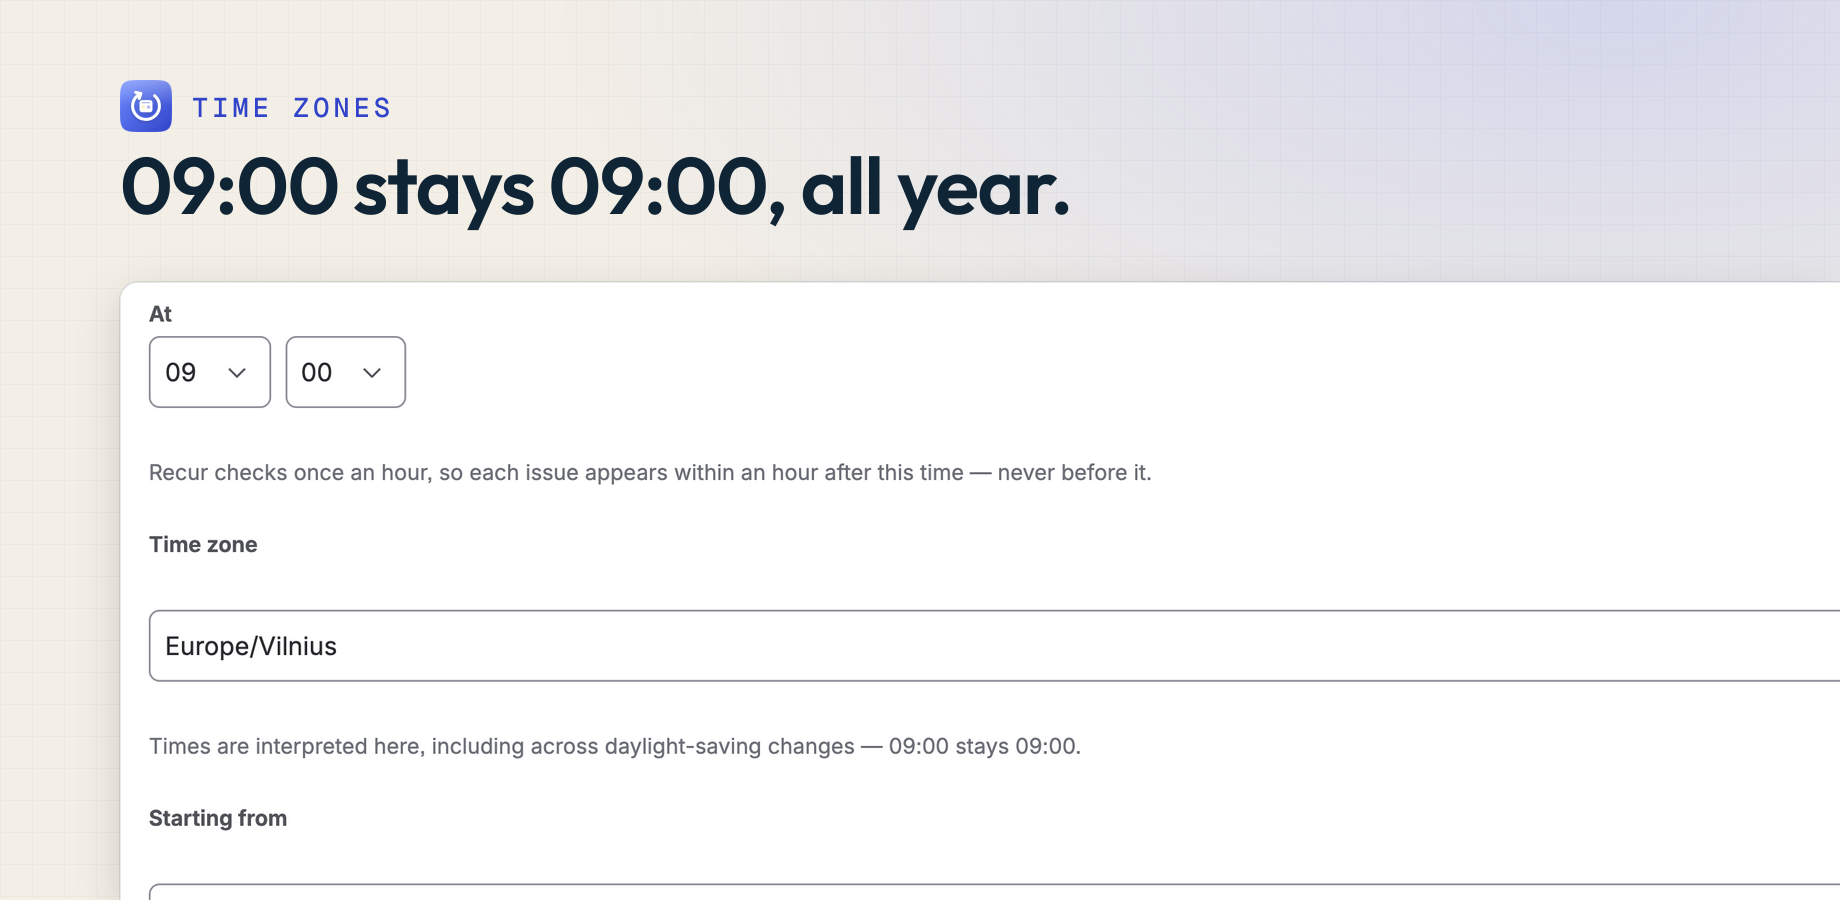 TIME ZONES
09:00 stays 09:00, all year.
At
09 00
Recur checks once an hour, so each issue appears within an hour after this time — never before it.
Time zone
Europe/Vilnius
Times are interpreted here, including across daylight-saving changes — 09:00 stays 09:00.
Starting from